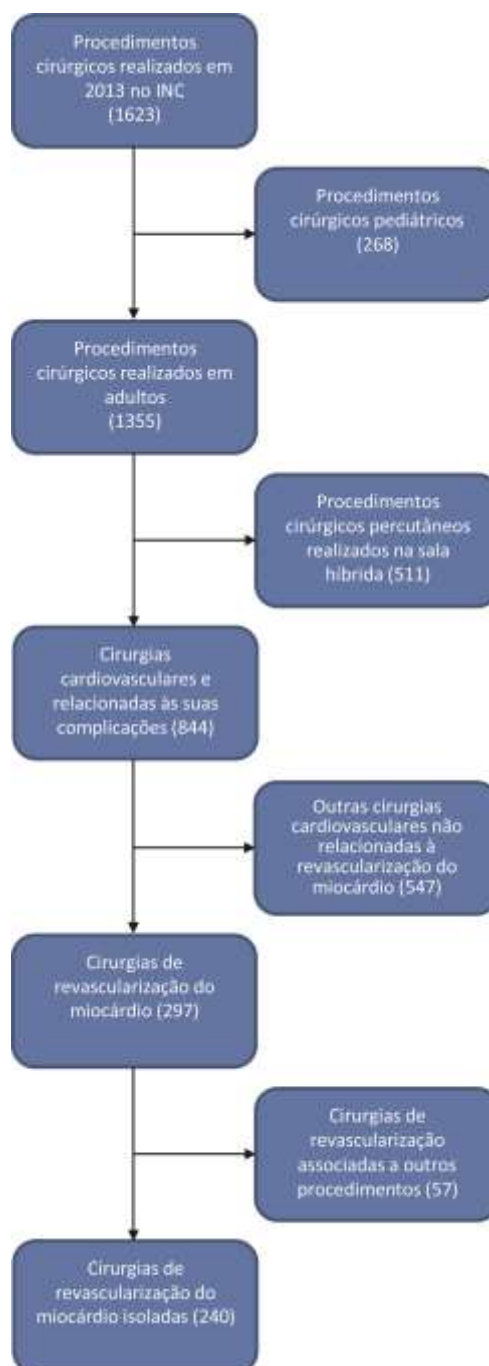 Procedimentos
cirúrgicos realizados em
2013 no INC
(1623)
Procedimentos
cirúrgicos pediátricos
(268)
Procedimentos
cirúrgicos realizados em
adultos
(1355)
Procedimentos
cirúrgicos percutâneos
realizados na sala
híbrida (511)
Cirurgias
cardiovasculares e
relacionadas às suas
complicações (844)
Outras cirurgias
cardiovasculares não
relacionadas à
revascularização do
miocárdio (547)
Cirurgias de
revascularização do
miocárdio (297)
Cirurgias de
revascularização
associadas a outros
procedimentos (57)
Cirurgias de
revascularização do
miocárdio isoladas (240)